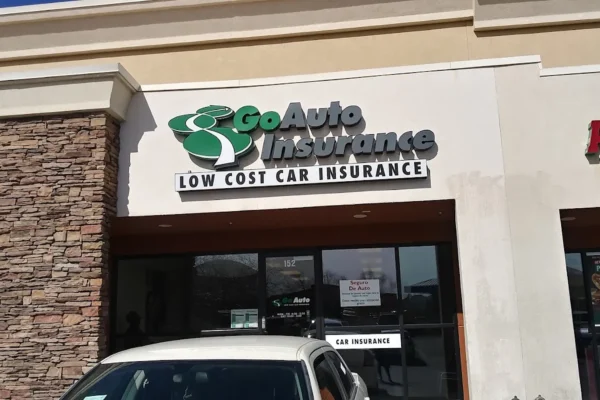 GoAuto
Insurance
LOW COST CAR INSURANCE
152
Seguro
De Auto
GoAuto
CAR INSURANCE